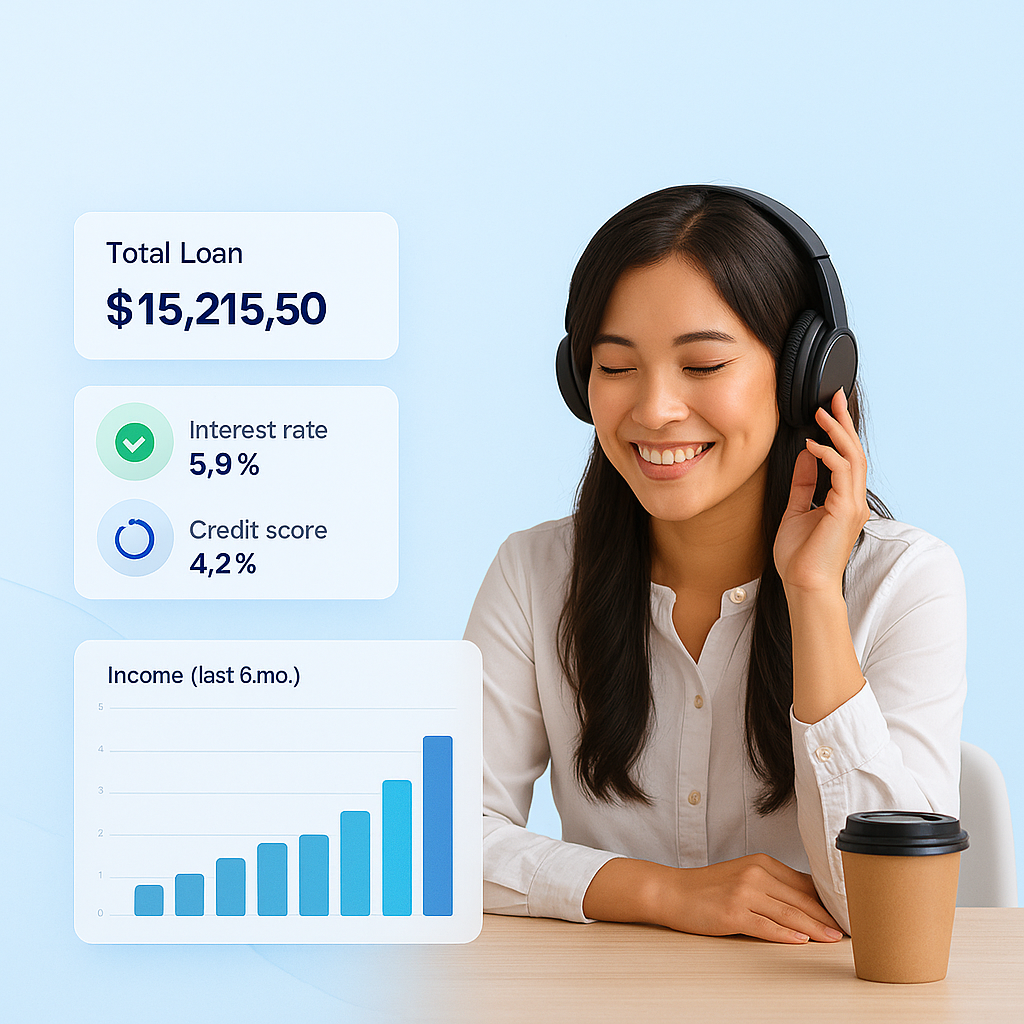 Total Loan
$15,215,50
Interest rate
5,9%
Credit score
4,2%
Income (last 6.mo.)
5
4
3
2
1
0